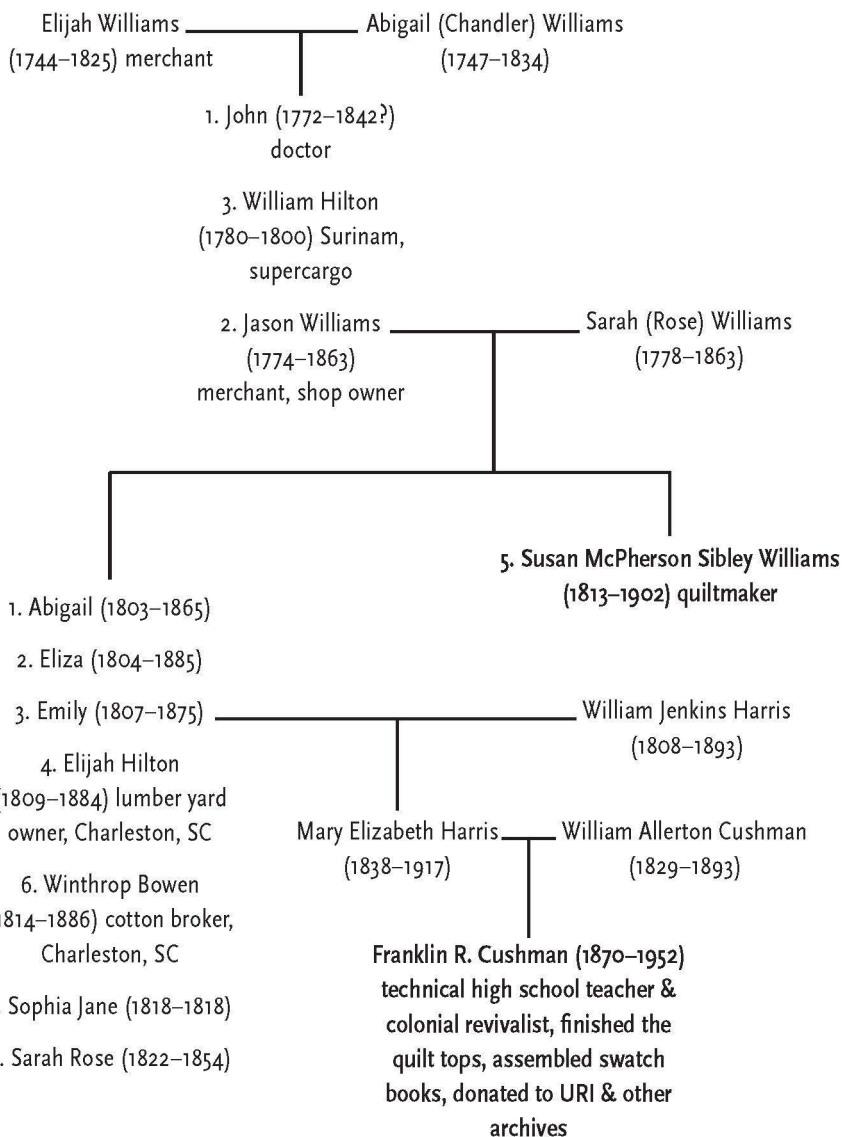 Elijah Williams
(1744–1825) merchant
Abigail (Chandler) Williams
(1747–1834)
1. John (1772–1842?)
doctor
3. William Hilton
(1780–1800) Surinam,
supercargo
2. Jason Williams
(1774–1863)
merchant, shop owner
Sarah (Rose) Williams
(1778–1863)
5. Susan McPherson Sibley Williams
(1813–1902) quiltmaker
1. Abigail (1803–1865)
2. Eliza (1804–1885)
3. Emily (1807–1875)
William Jenkins Harris
(1808–1893)
4. Elijah Hilton
(1809–1884) lumber yard
owner, Charleston, SC
Mary Elizabeth Harris
(1838–1917)
William Allerton Cushman
(1829–1893)
6. Winthrop Bowen
1814–1886) cotton broker,
Charleston, SC
. Sophia Jane (1818–1818)
. Sarah Rose (1822–1854)
Franklin R. Cushman (1870–1952)
technical high school teacher &
colonial revivalist, finished the
quilt tops, assembled swatch
books, donated to URI & other
archives